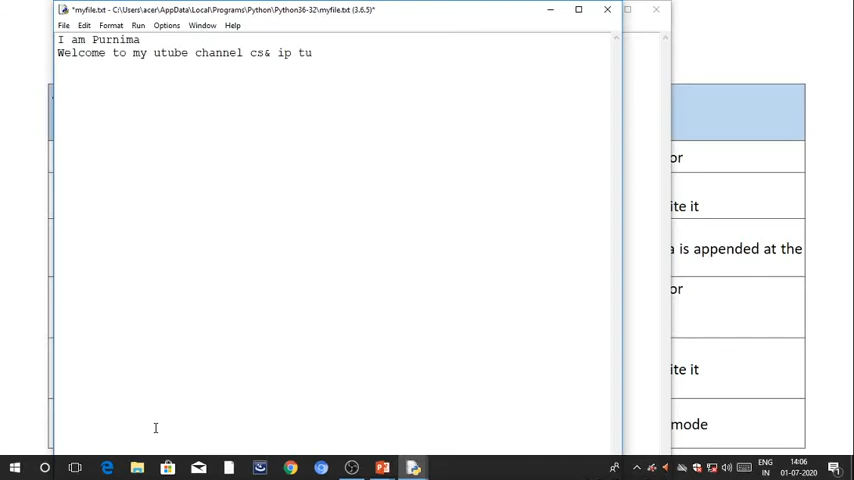 *myfile.txt - C:\Users\acer\AppData\Local\Programs\Python\Python36-32\myfile.txt (3.6.5)*
File Edit Format Run Options Window Help
I am Purnima
Welcome to my utube channel cs& ip tu
or
ite it
a is appended at the
or
ite it
mode
ENG
IN
14:06
01-07-2020